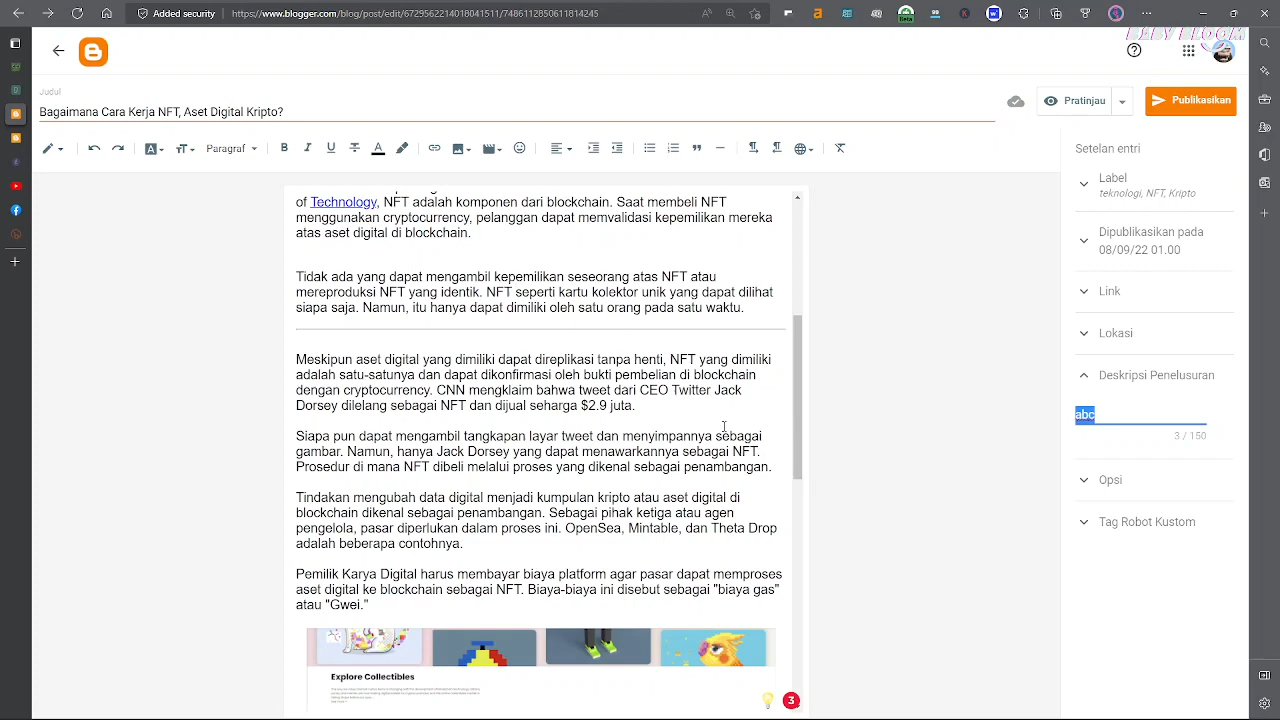 Added security
https://www.blogger.com/blog/post/edit/6729562214018041511/7486112850611814245
Beta
Judul
Bagaimana Cara Kerja NFT, Aset Digital Kripto?
Pratinjau
Publikasikan
Paragraf
Setelan entri
Label
teknologi, NFT, Kripto
Dipublikasikan pada
08/09/22 01.00
Link
Lokasi
Deskripsi Penelusuran
abc
3 / 150
Opsi
Tag Robot Kustom
of Technology, NFT adalah komponen dari blockchain. Saat membeli NFT
menggunakan cryptocurrency, pelanggan dapat memvalidasi kepemilikan mereka
atas aset digital di blockchain.
Tidak ada yang dapat mengambil kepemilikan seseorang atas NFT atau
mereproduksi NFT yang identik. NFT seperti kartu kolektor unik yang dapat dilihat
siapa saja. Namun, itu hanya dapat dimiliki oleh satu orang pada satu waktu.
Meskipun aset digital yang dimiliki dapat direplikasi tanpa henti, NFT yang dimiliki
adalah satu-satunya dan dapat dikonfirmasi oleh bukti pembelian di blockchain
dengan cryptocurrency. CNN mengklaim bahwa tweet dari CEO Twitter Jack
Dorsey dilelang sebagai NFT dan dijual seharga $2.9 juta.
Siapa pun dapat mengambil tangkapan layar tweet dan menyimpannya sebagai
gambar. Namun, hanya Jack Dorsey yang dapat menawarkannya sebagai NFT.
Prosedur di mana NFT dibeli melalui proses yang dikenal sebagai penambangan.
Tindakan mengubah data digital menjadi kumpulan kripto atau aset digital di
blockchain dikenal sebagai penambangan. Sebagai pihak ketiga atau agen
pengelola, pasar diperlukan dalam proses ini. OpenSea, Mintable, dan Theta Drop
adalah beberapa contohnya.
Pemilik Karya Digital harus membayar biaya platform agar pasar dapat memproses
aset digital ke blockchain sebagai NFT. Biaya-biaya ini disebut sebagai "biaya gas"
atau "Gwei."
Explore Collectibles
3